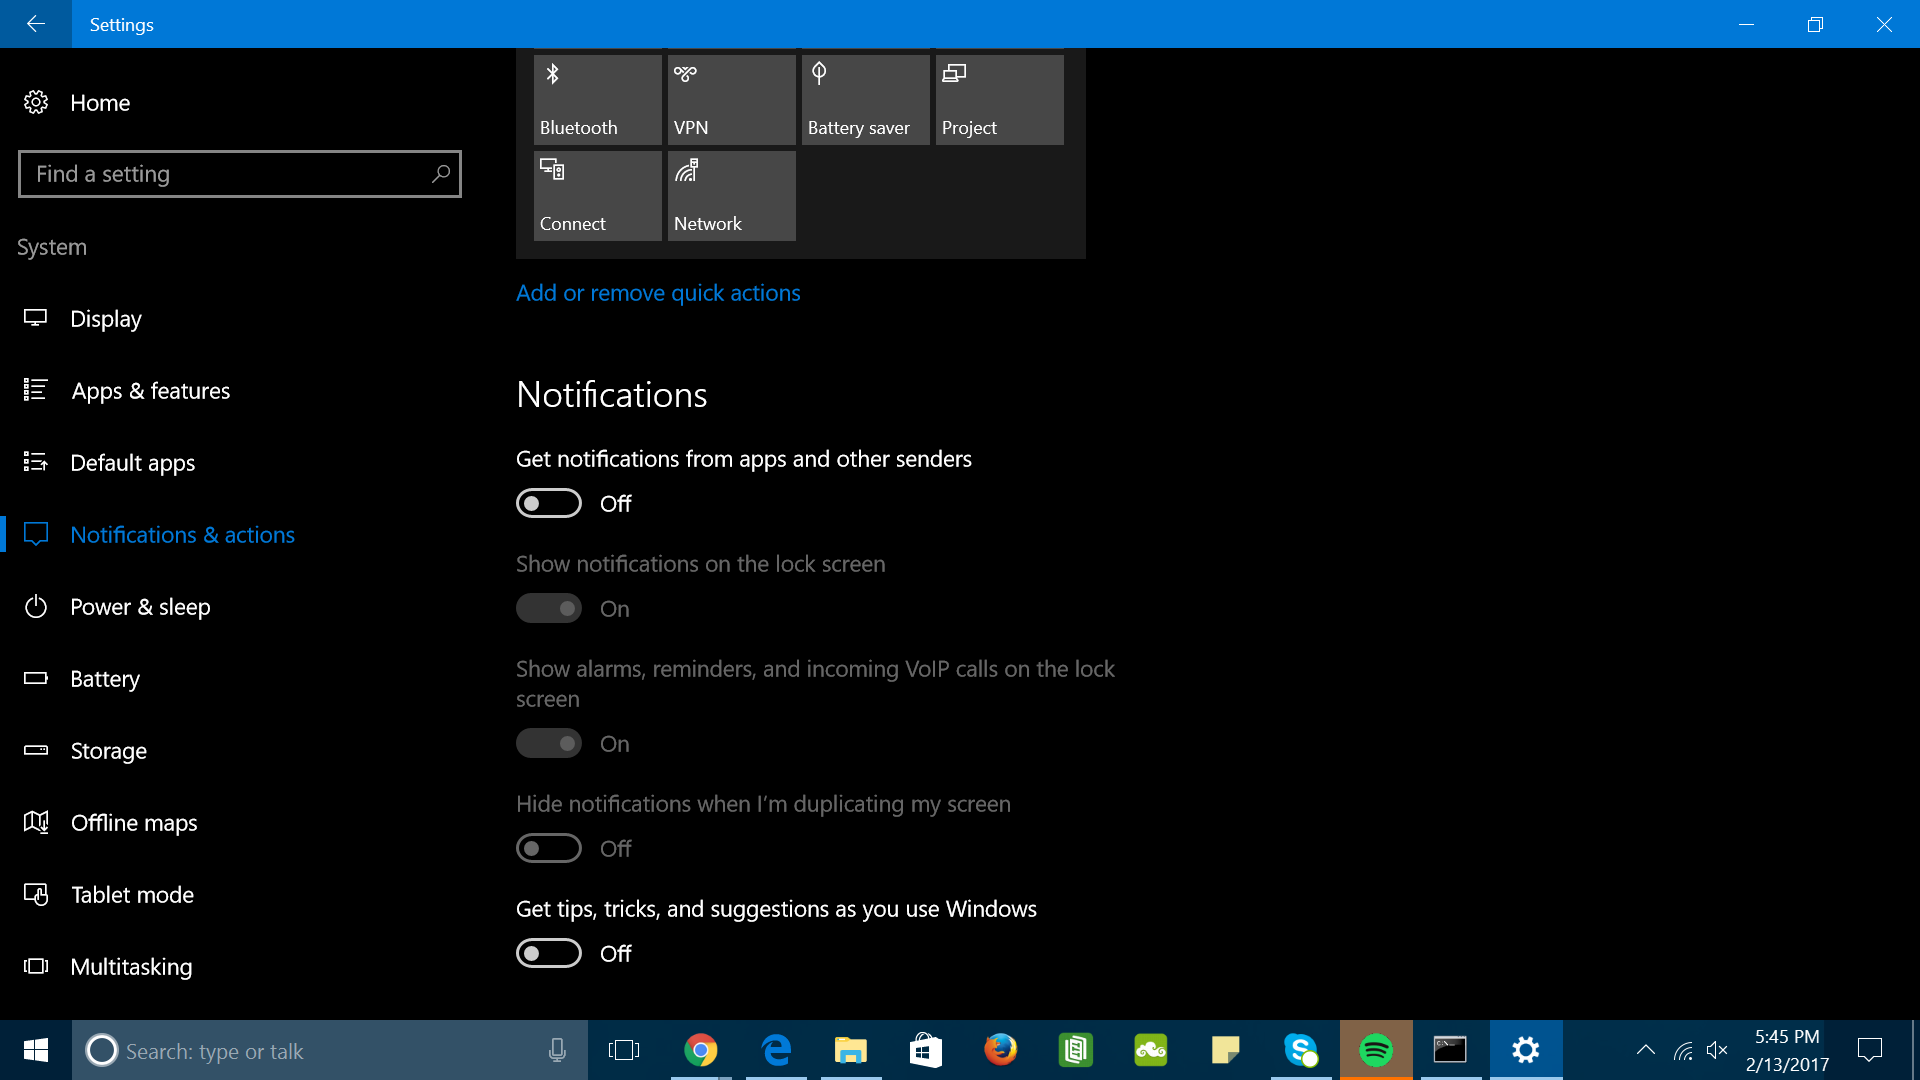 Settings
Home
Find a setting
System
Display
Apps & features
Default apps
Notifications & actions
Power & sleep
Battery
Storage
Offline maps
Tablet mode
Multitasking
Bluetooth
VPN
Battery saver
Project
Connect
Network
Add or remove quick actions
Notifications
Get notifications from apps and other senders
Off
Show notifications on the lock screen
On
Show alarms, reminders, and incoming VoIP calls on the lock
screen
On
Hide notifications when I'm duplicating my screen
Off
Get tips, tricks, and suggestions as you use Windows
Off
Search: type or talk
5:45 PM
2/13/2017